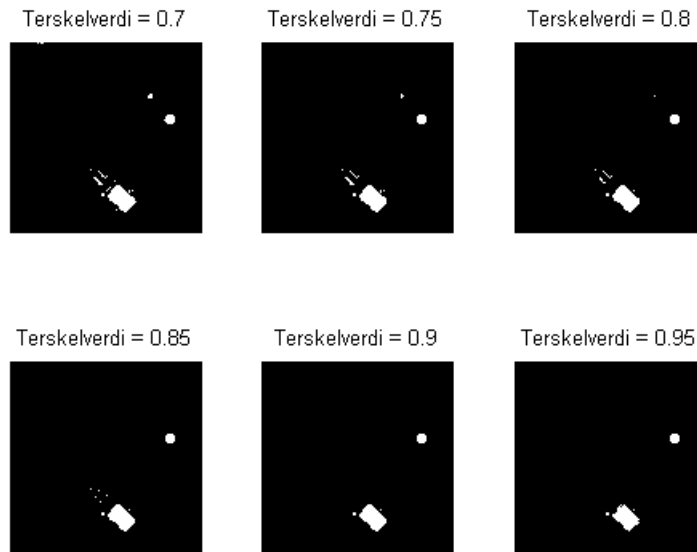 Terskelverdi = 0.7
Terskelverdi = 0.75
Terskelverdi = 0.8
Terskelverdi = 0.85
Terskelverdi = 0.9
Terskelverdi = 0.95